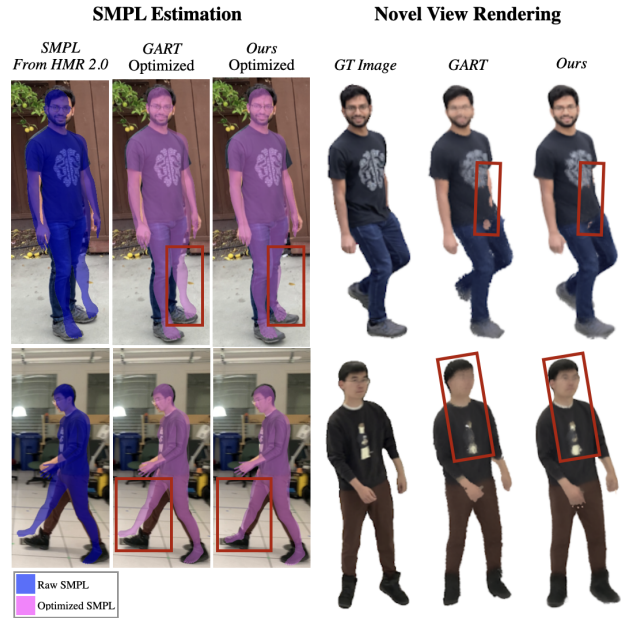 SMPL Estimation
Novel View Rendering
SMPL
From HMR 2.0
GART
Optimized
Ours
Optimized
GT Image
GART
Ours
Raw SMPL
Optimized SMPL